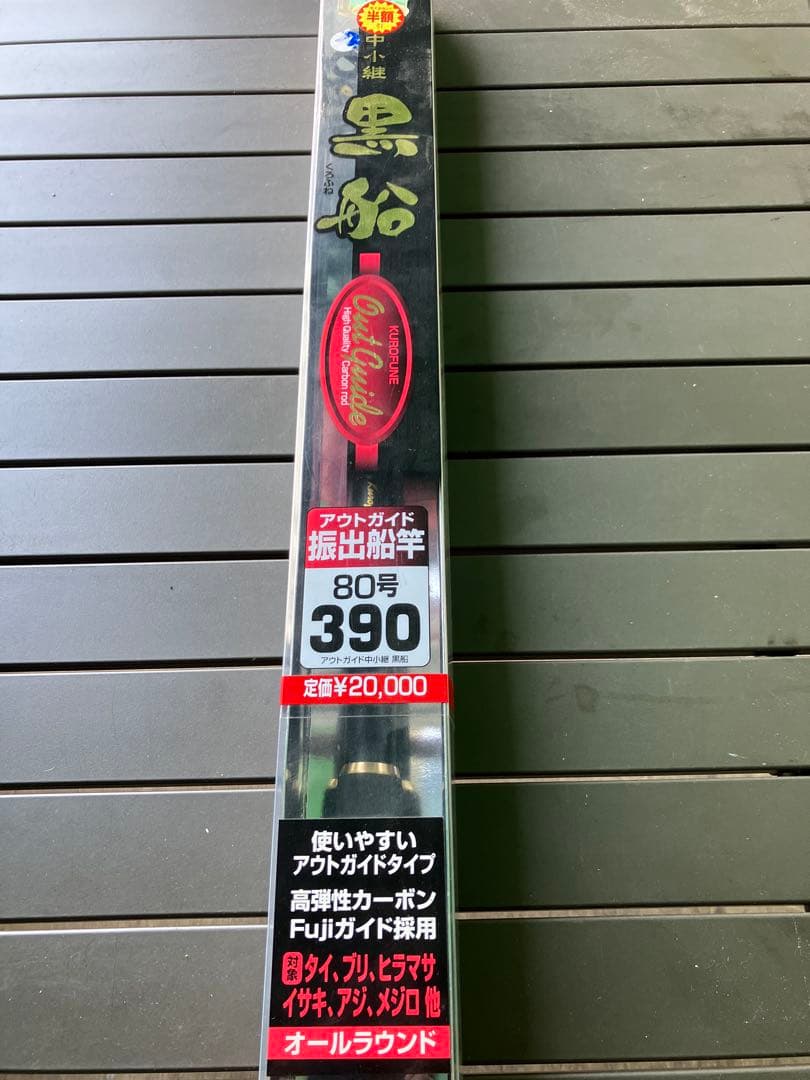 半額
中小継
黒船
くろふね
KUROFUNE
Out Guide
High Quality Carbon rod
アウトガイド
振出船竿
80号
390
アウトガイド中小継 黒船
定価¥20,000
使いやすい
アウトガイドタイプ
高弾性カーボン
Fujiガイド採用
対象 タイ、ブリ、ヒラマサ
イサキ、アジ、メジロ 他
オールラウンド